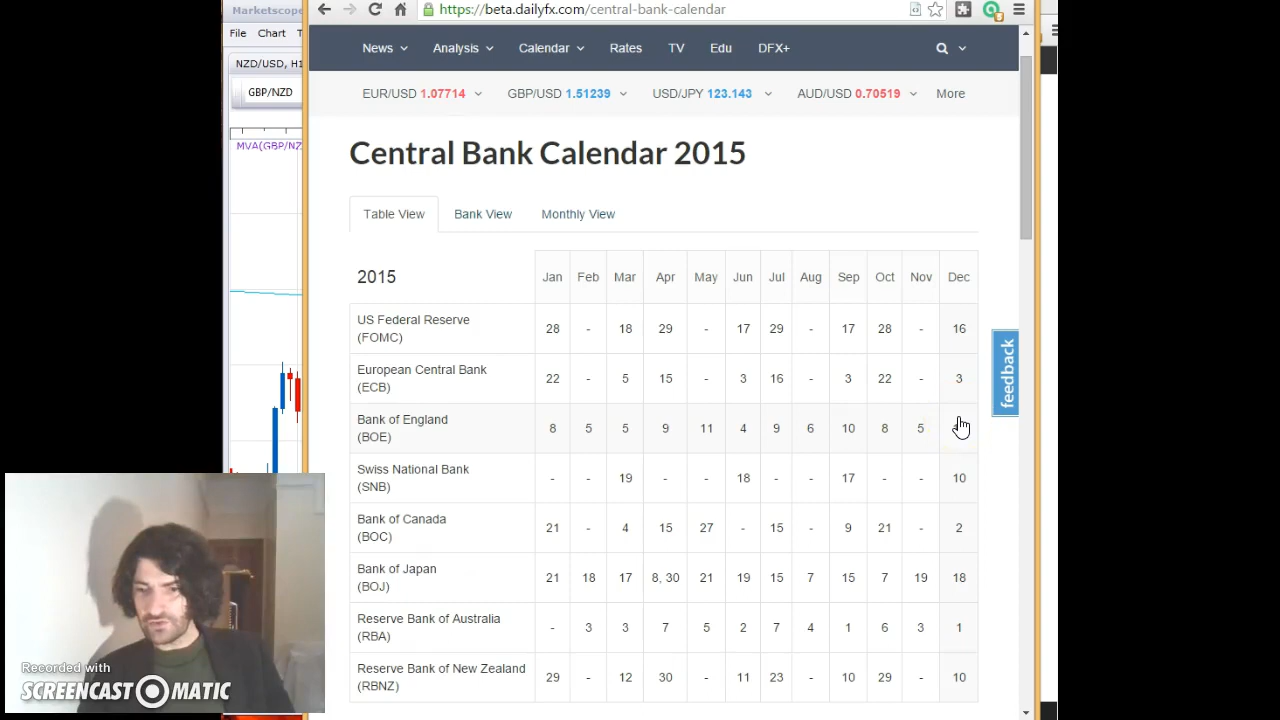 Marketscope
https://beta.dailyfx.com/central-bank-calendar
File Chart
NZD/USD, H1
News Analysis Calendar Rates TV Edu DFX+
GBP/NZD
EUR/USD 1.07714 GBP/USD 1.51239 USD/JPY 123.143 AUD/USD 0.70519 More
MVA(GBP/NZ
Central Bank Calendar 2015
Table View Bank View Monthly View
2015 Jan Feb Mar Apr May Jun Jul Aug Sep Oct Nov Dec
US Federal Reserve
(FOMC) 28 - 18 29 - 17 29 - 17 28 - 16
European Central Bank
(ECB) 22 - 5 15 - 3 16 - 3 22 - 3
Bank of England
(BOE) 8 5 5 9 11 4 9 6 10 8 5
Swiss National Bank
(SNB) - - 19 - - 18 - - 17 - - 10
Bank of Canada
(BOC) 21 - 4 15 27 - 15 - 9 21 - 2
Bank of Japan
(BOJ) 21 18 17 8, 30 21 19 15 7 15 7 19 18
Reserve Bank of Australia
(RBA) - 3 3 7 5 2 7 4 1 6 3 1
Reserve Bank of New Zealand
(RBNZ) 29 - 12 30 - 11 23 - 10 29 - 10
feedback
Recorded with
SCREENCAST MATIC